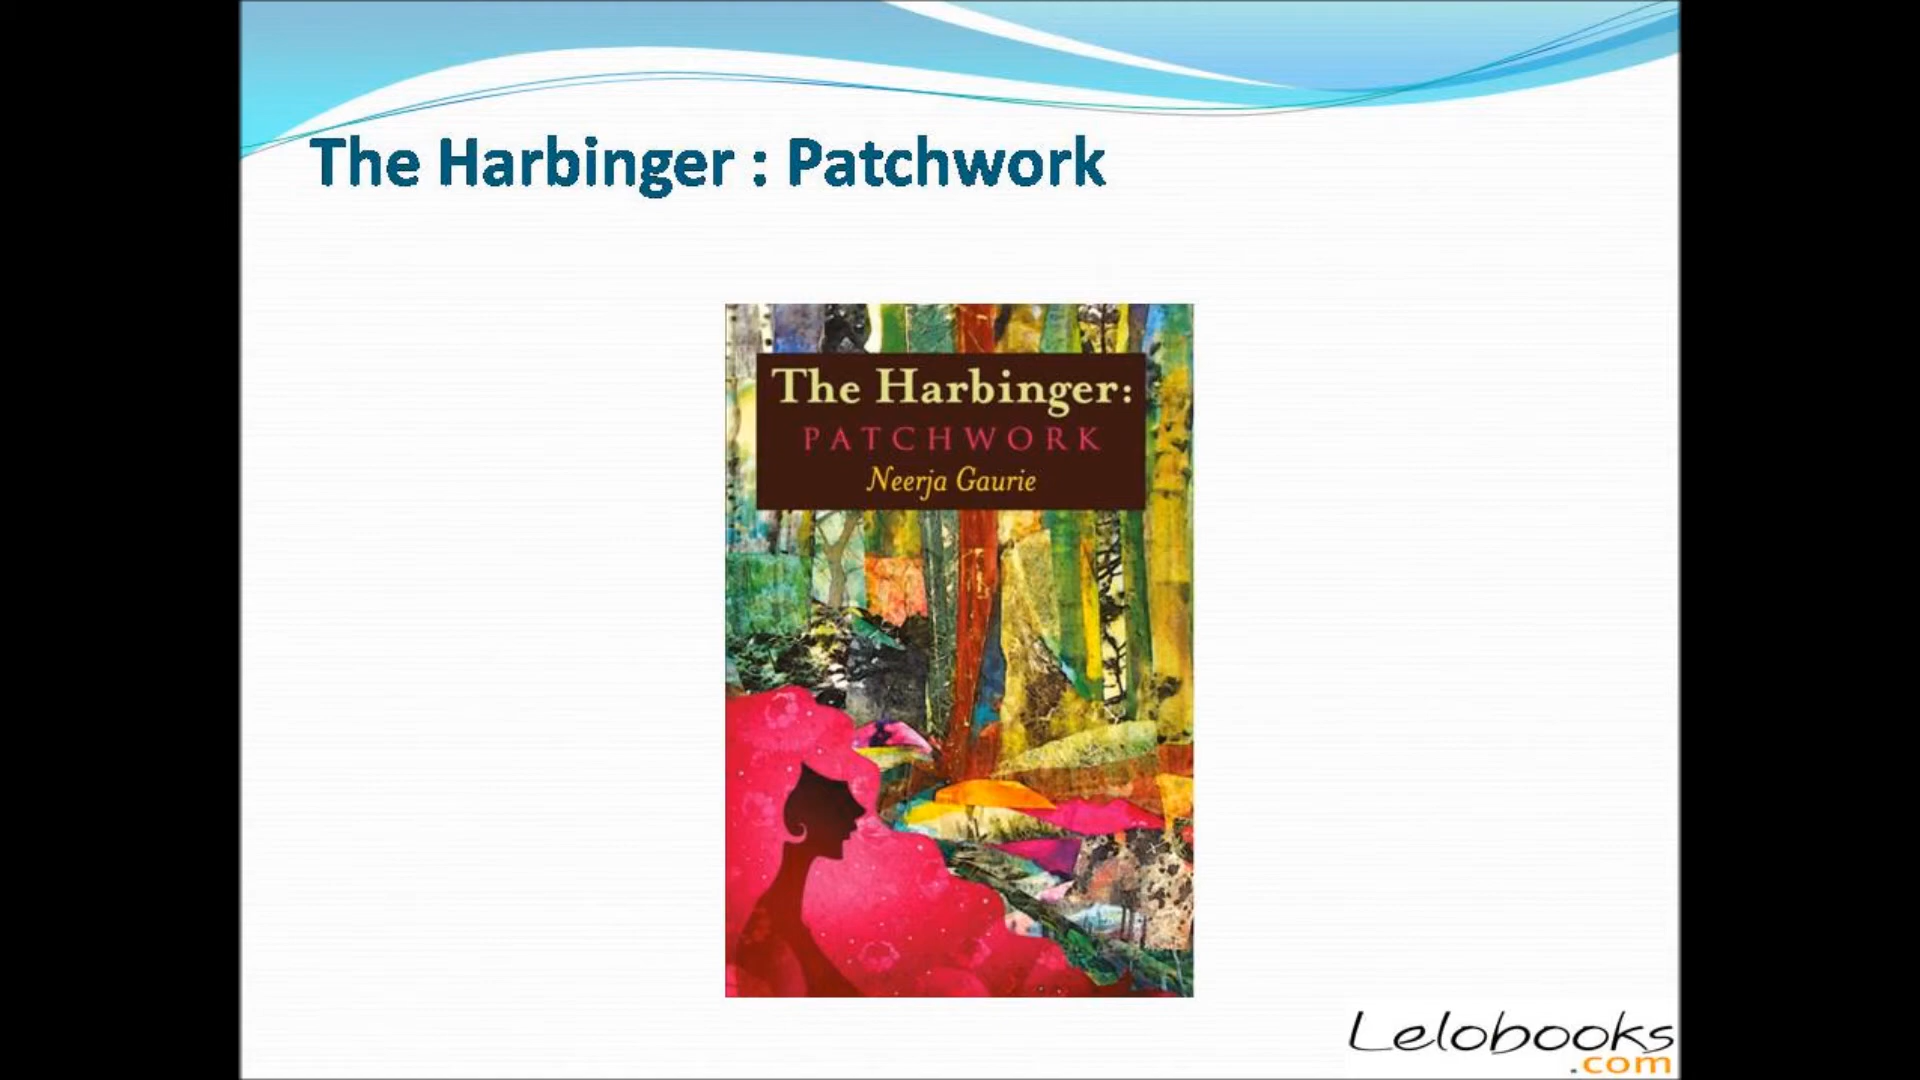 The Harbinger : Patchwork
The Harbinger:
PATCHWORK
Neerja Gaurie
Lelobooks
.com